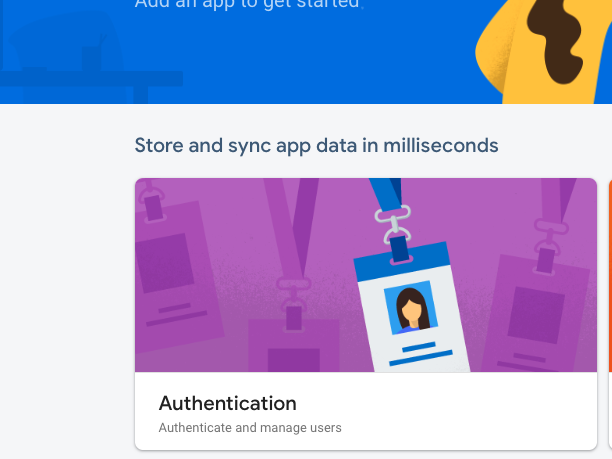 Add an app to get started
Store and sync app data in milliseconds
Authentication
Authenticate and manage users